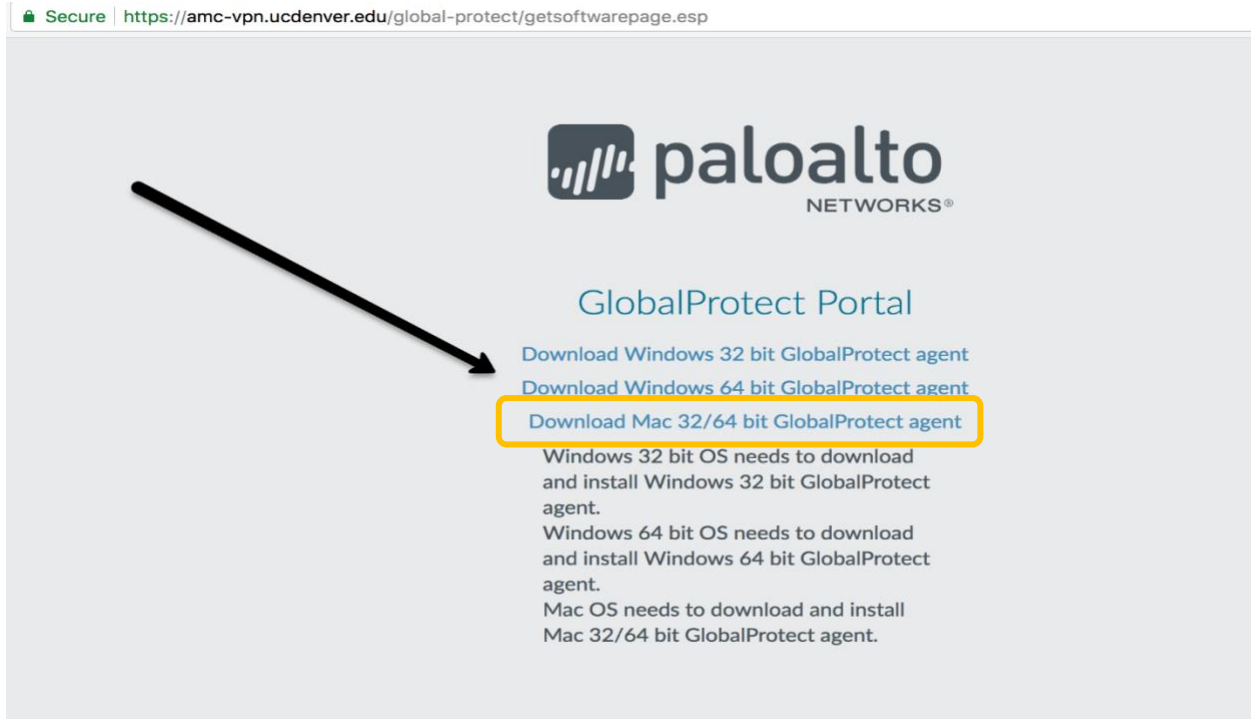 Secure https://amc-vpn.ucdenver.edu/global-protect/getsoftwarepage.esp
paloalto
NETWORKS®
GlobalProtect Portal
Download Windows 32 bit GlobalProtect agent
Download Windows 64 bit GlobalProtect agent
Download Mac 32/64 bit GlobalProtect agent
Windows 32 bit OS needs to download
and install Windows 32 bit GlobalProtect
agent.
Windows 64 bit OS needs to download
and install Windows 64 bit GlobalProtect
agent.
Mac OS needs to download and install
Mac 32/64 bit GlobalProtect agent.